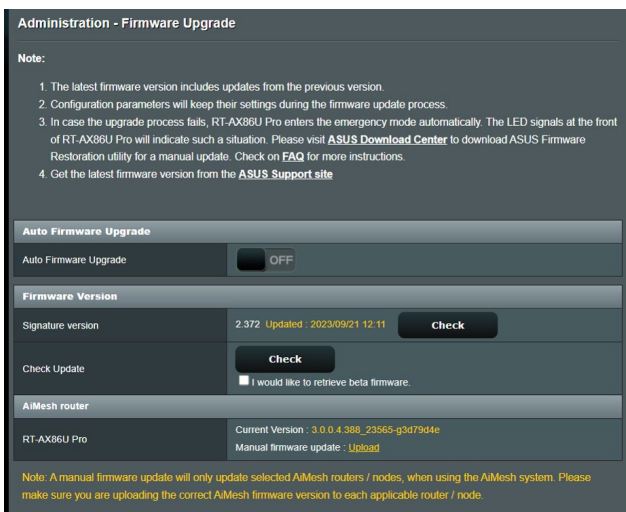 Administration - Firmware Upgrade
Note:
1. The latest firmware version includes updates from the previous version.
2. Configuration parameters will keep their settings during the firmware update process.
3. In case the upgrade process fails, RT-AX86U Pro enters the emergency mode automatically. The LED signals at the front
of RT-AX86U Pro will indicate such a situation. Please visit ASUS Download Center to download ASUS Firmware
Restoration utility for a manual update. Check on FAQ for more instructions.
4. Get the latest firmware version from the ASUS Support site
Auto Firmware Upgrade
Auto Firmware Upgrade OFF
Firmware Version
Signature version 2.372 Updated : 2023/09/21 12:11 Check
Check Update Check
I would like to retrieve beta firmware.
AiMesh router
RT-AX86U Pro Current Version : 3.0.0.4.388_23565-g3d79d4e
Manual firmware update : Upload
Note: A manual firmware update will only update selected AiMesh routers / nodes, when using the AiMesh system. Please
make sure you are uploading the correct AiMesh firmware version to each applicable router / node.